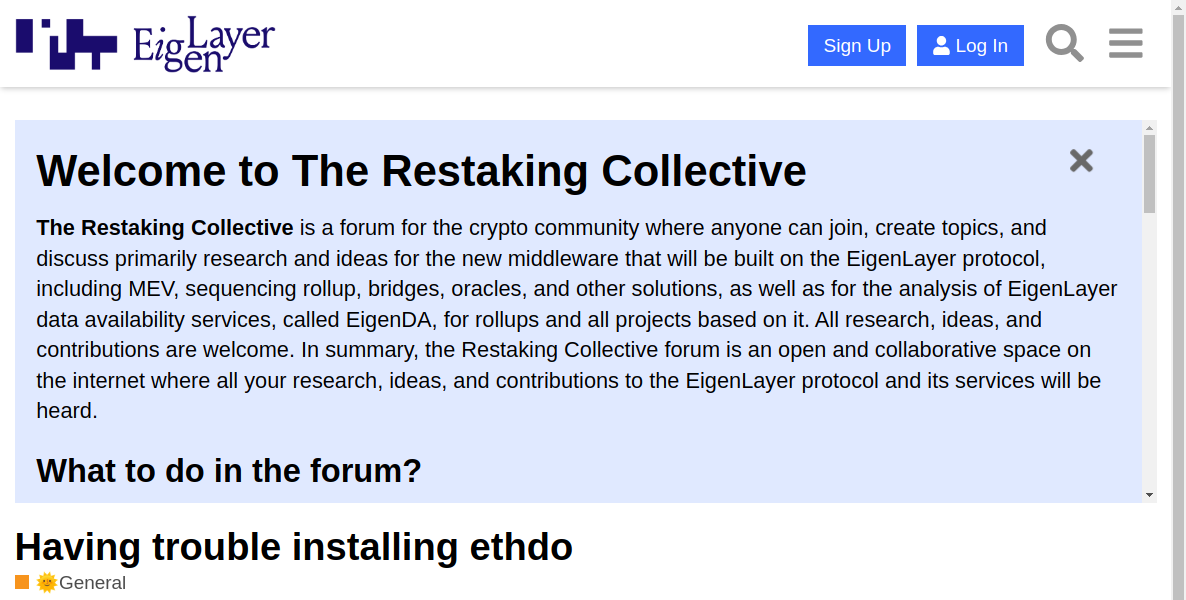 EigenLayer
Sign Up
Log In
Welcome to The Restaking Collective
The Restaking Collective is a forum for the crypto community where anyone can join, create topics, and
discuss primarily research and ideas for the new middleware that will be built on the EigenLayer protocol,
including MEV, sequencing rollup, bridges, oracles, and other solutions, as well as for the analysis of EigenLayer
data availability services, called EigenDA, for rollups and all projects based on it. All research, ideas, and
contributions are welcome. In summary, the Restaking Collective forum is an open and collaborative space on
the internet where all your research, ideas, and contributions to the EigenLayer protocol and its services will be
heard.
What to do in the forum?
Having trouble installing ethdo
🌞General